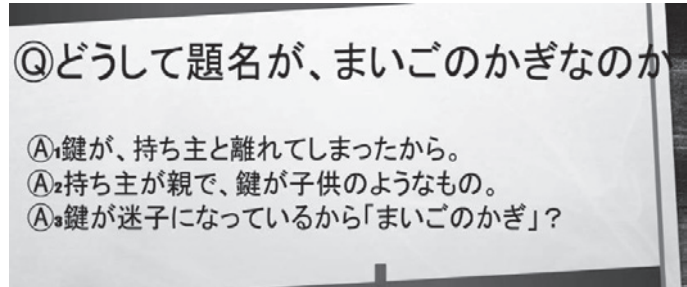 Ⓠどうして題名が、まいごのかぎなのか
Ⓐ₁鍵が、持ち主と離れてしまったから。
Ⓐ₂持ち主が親で、鍵が子供のようなもの。
Ⓐ₃鍵が迷子になっているから「まいごのかぎ」?